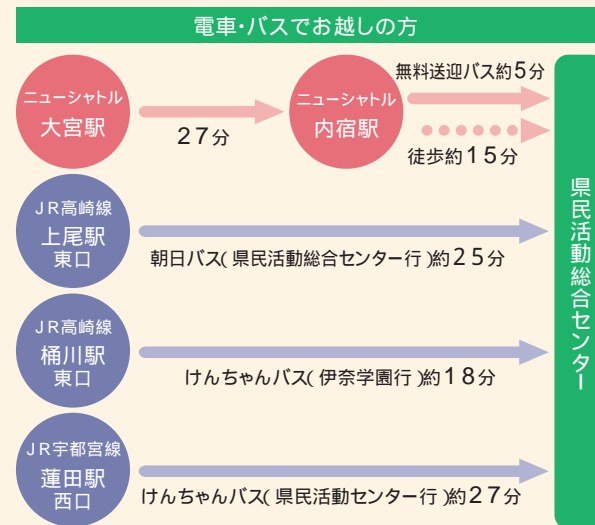 電車・バスでお越しの方
ニューシャトル
大宮駅
27分
ニューシャトル
内宿駅
無料送迎バス約5分
徒歩約15分
JR高崎線
上尾駅
東口
朝日バス(県民活動総合センター行)約25分
JR高崎線
桶川駅
東口
けんちゃんバス(伊奈学園行)約18分
JR宇都宮線
蓮田駅
西口
けんちゃんバス(県民活動センター行)約27分
県民活動総合センター